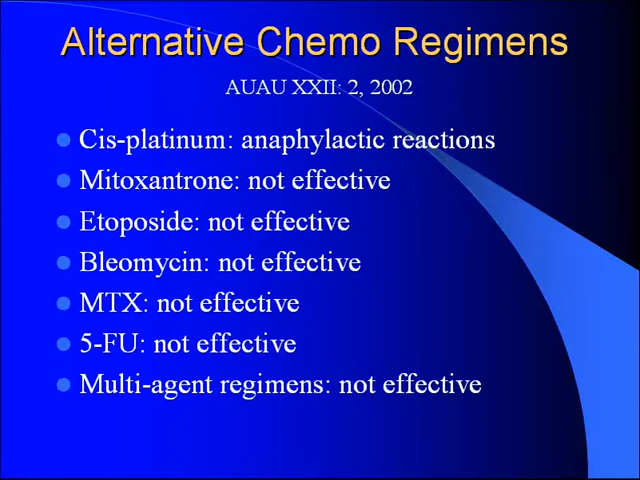 Alternative Chemo Regimens
AUAU XXII: 2, 2002
Cis-platinum: anaphylactic reactions
Mitoxantrone: not effective
Etoposide: not effective
Bleomycin: not effective
MTX: not effective
5-FU: not effective
Multi-agent regimens: not effective